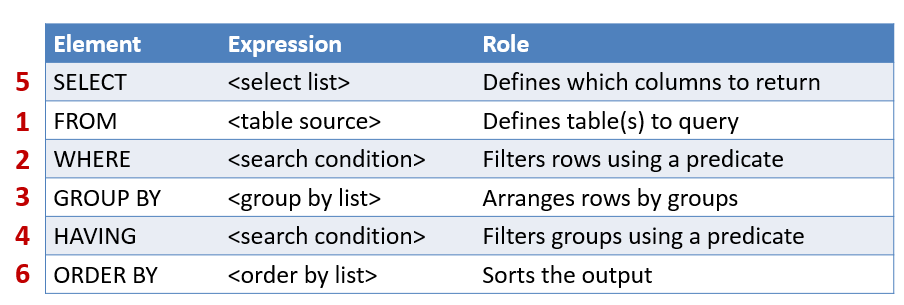 Element Expression Role
5 SELECT <select list> Defines which columns to return
1 FROM <table source> Defines table(s) to query
2 WHERE <search condition> Filters rows using a predicate
3 GROUP BY <group by list> Arranges rows by groups
4 HAVING <search condition> Filters groups using a predicate
6 ORDER BY <order by list> Sorts the output